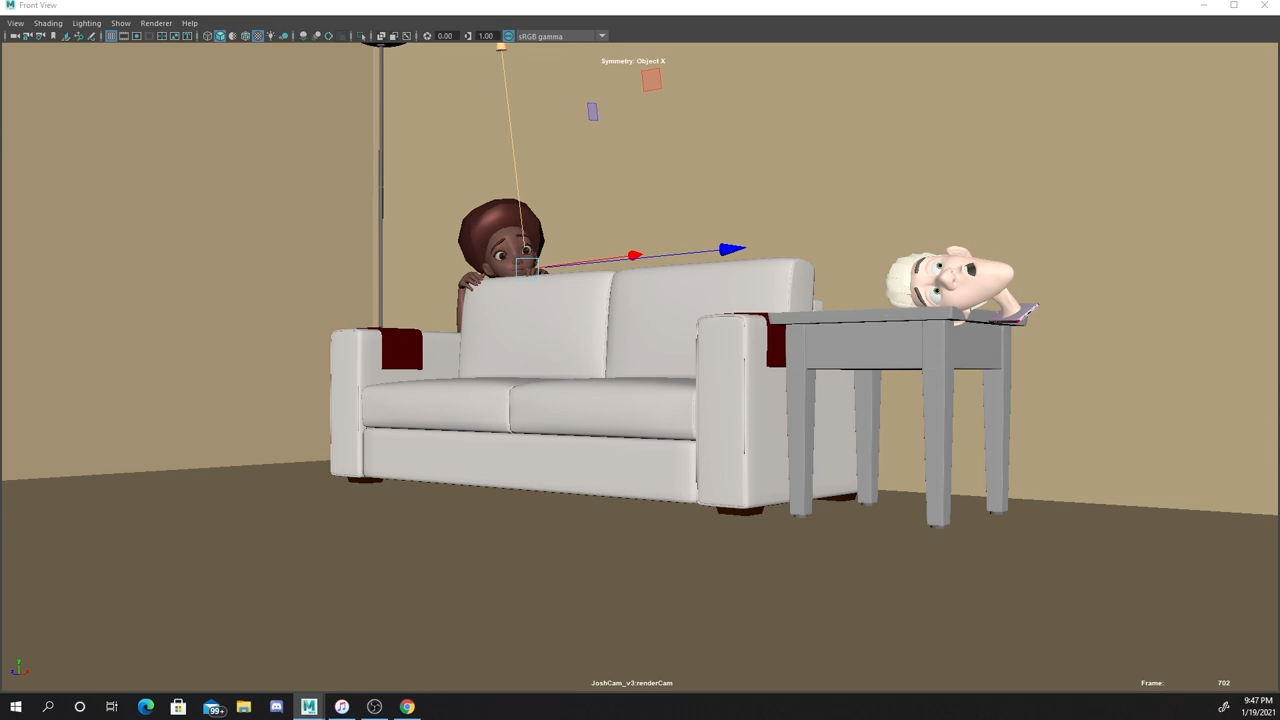 Front View
View Shading Lighting Show Renderer Help
0.00 1.00 sRGB gamma
Symmetry: Object X
JoshCam_v3:renderCam
Frame: 702
99+
9:47 PM
1/19/2021